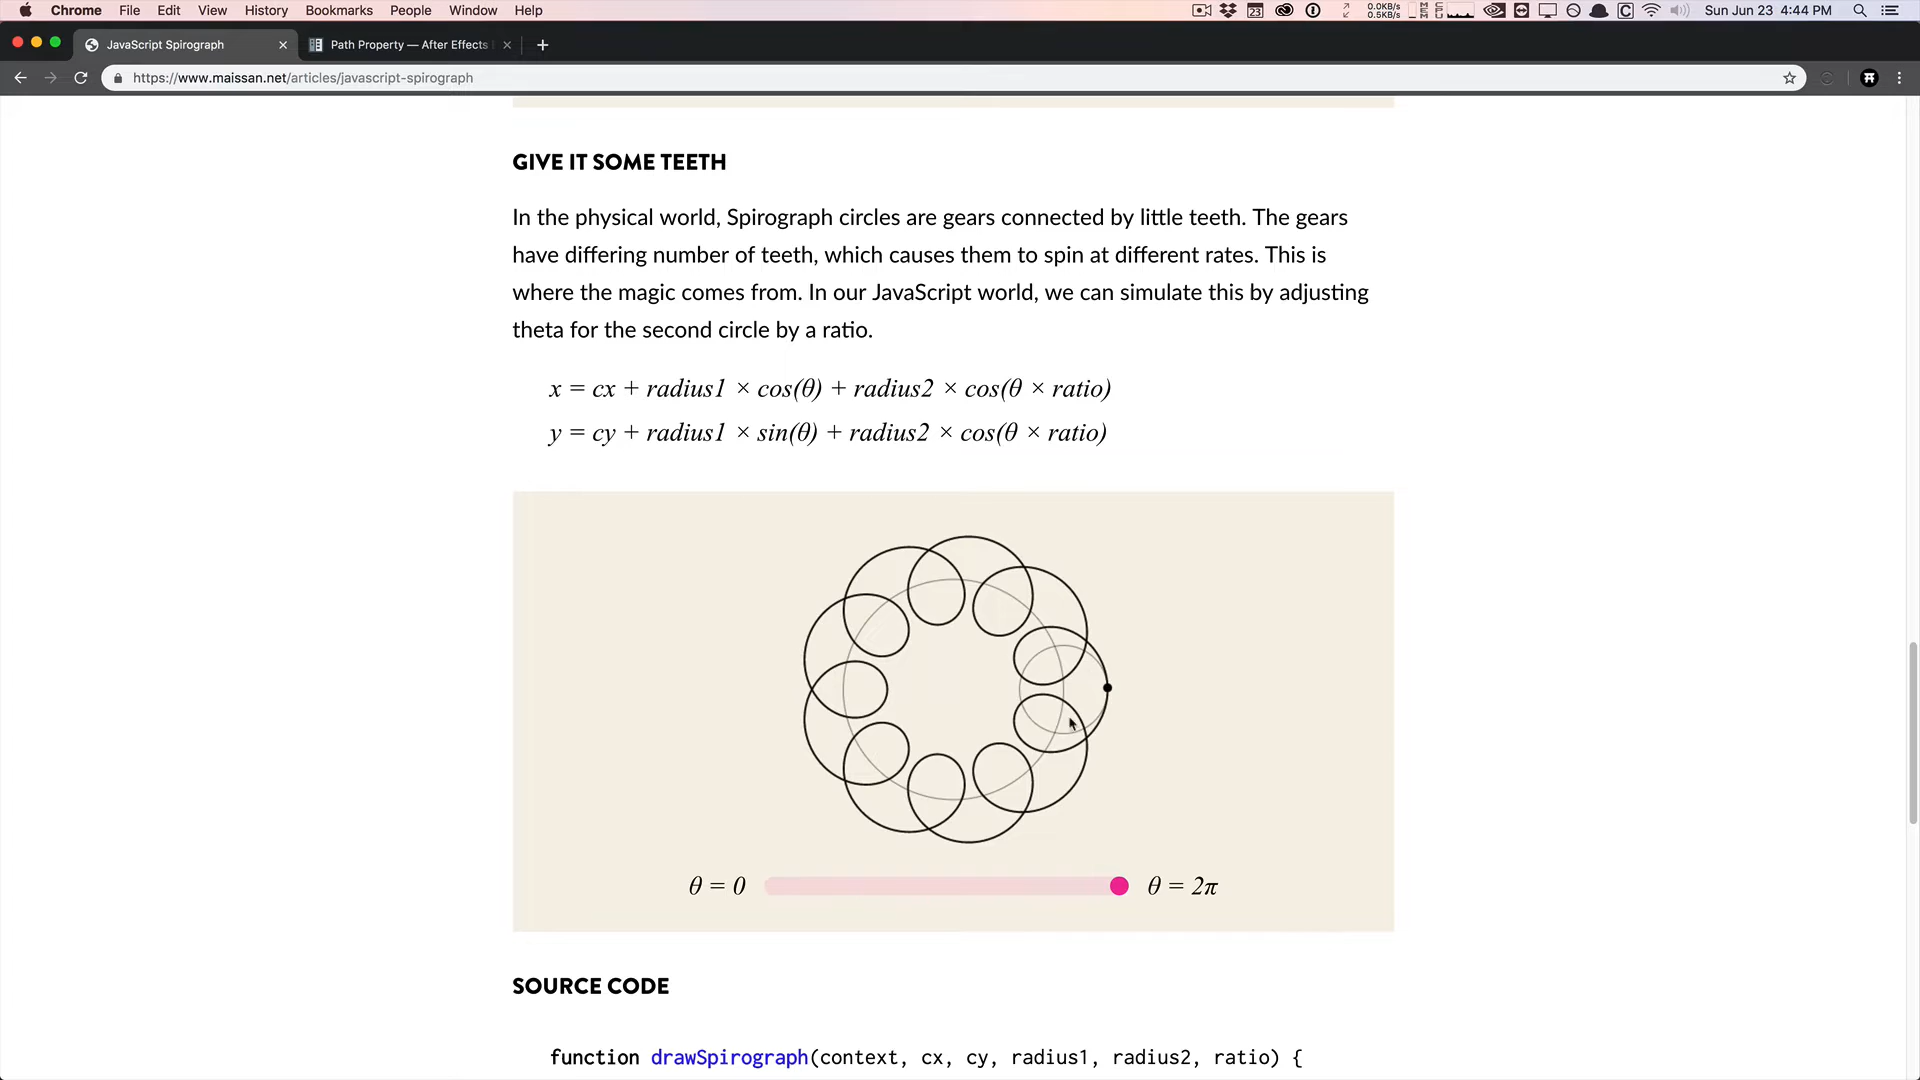 Chrome File Edit View History Bookmarks People Window Help
23
0.0KB/s
0.5KB/s
Sun Jun 23 4:44 PM
JavaScript Spirograph
Path Property — After Effects
https://www.maissan.net/articles/javascript-spirograph
GIVE IT SOME TEETH
In the physical world, Spirograph circles are gears connected by little teeth. The gears
have differing number of teeth, which causes them to spin at different rates. This is
where the magic comes from. In our JavaScript world, we can simulate this by adjusting
theta for the second circle by a ratio.
x = cx + radius1 × cos(θ) + radius2 × cos(θ × ratio)
y = cy + radius1 × sin(θ) + radius2 × cos(θ × ratio)
θ = 0
θ = 2π
SOURCE CODE
function drawSpirograph(context, cx, cy, radius1, radius2, ratio) {